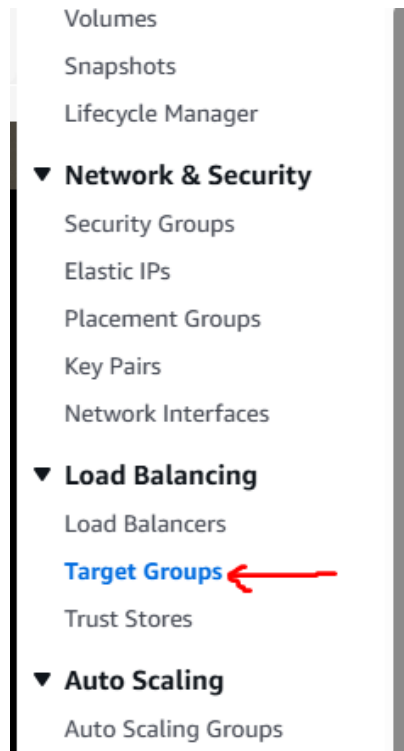 Volumes
Snapshots
Lifecycle Manager
Network & Security
Security Groups
Elastic IPs
Placement Groups
Key Pairs
Network Interfaces
Load Balancing
Load Balancers
Target Groups
Trust Stores
Auto Scaling
Auto Scaling Groups